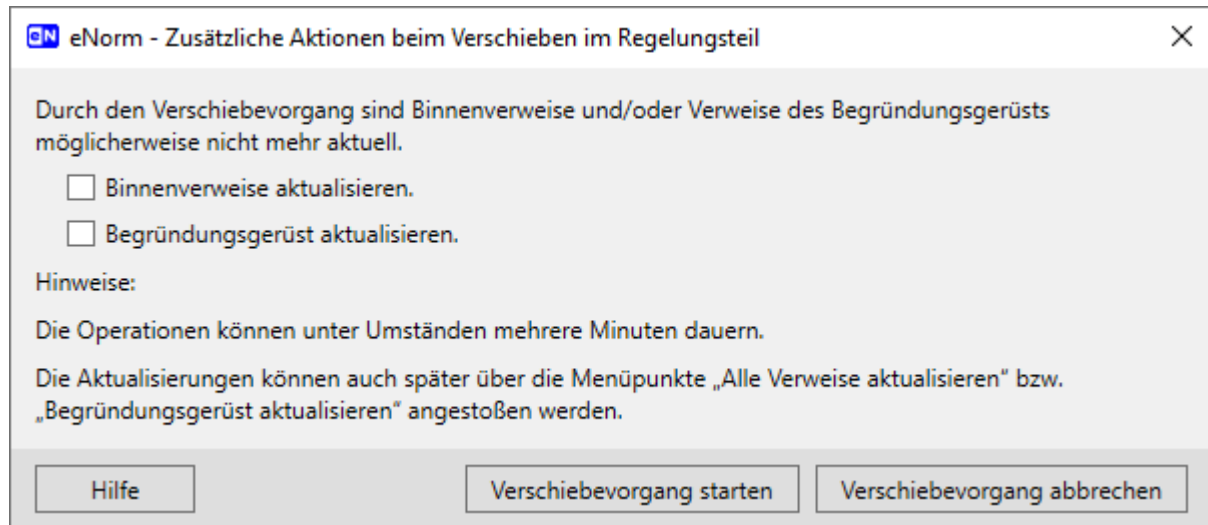 eN eNorm - Zusätzliche Aktionen beim Verschieben im Regelungsteil
Durch den Verschiebevorgang sind Binnenverweise und/oder Verweise des Begründungsgerüsts
möglicherweise nicht mehr aktuell.
Binnenverweise aktualisieren.
Begründungsgerüst aktualisieren.
Hinweise:
Die Operationen können unter Umständen mehrere Minuten dauern.
Die Aktualisierungen können auch später über die Menüpunkte „Alle Verweise aktualisieren“ bzw.
„Begründungsgerüst aktualisieren“ angestoßen werden.
Hilfe Verschiebevorgang starten Verschiebevorgang abbrechen